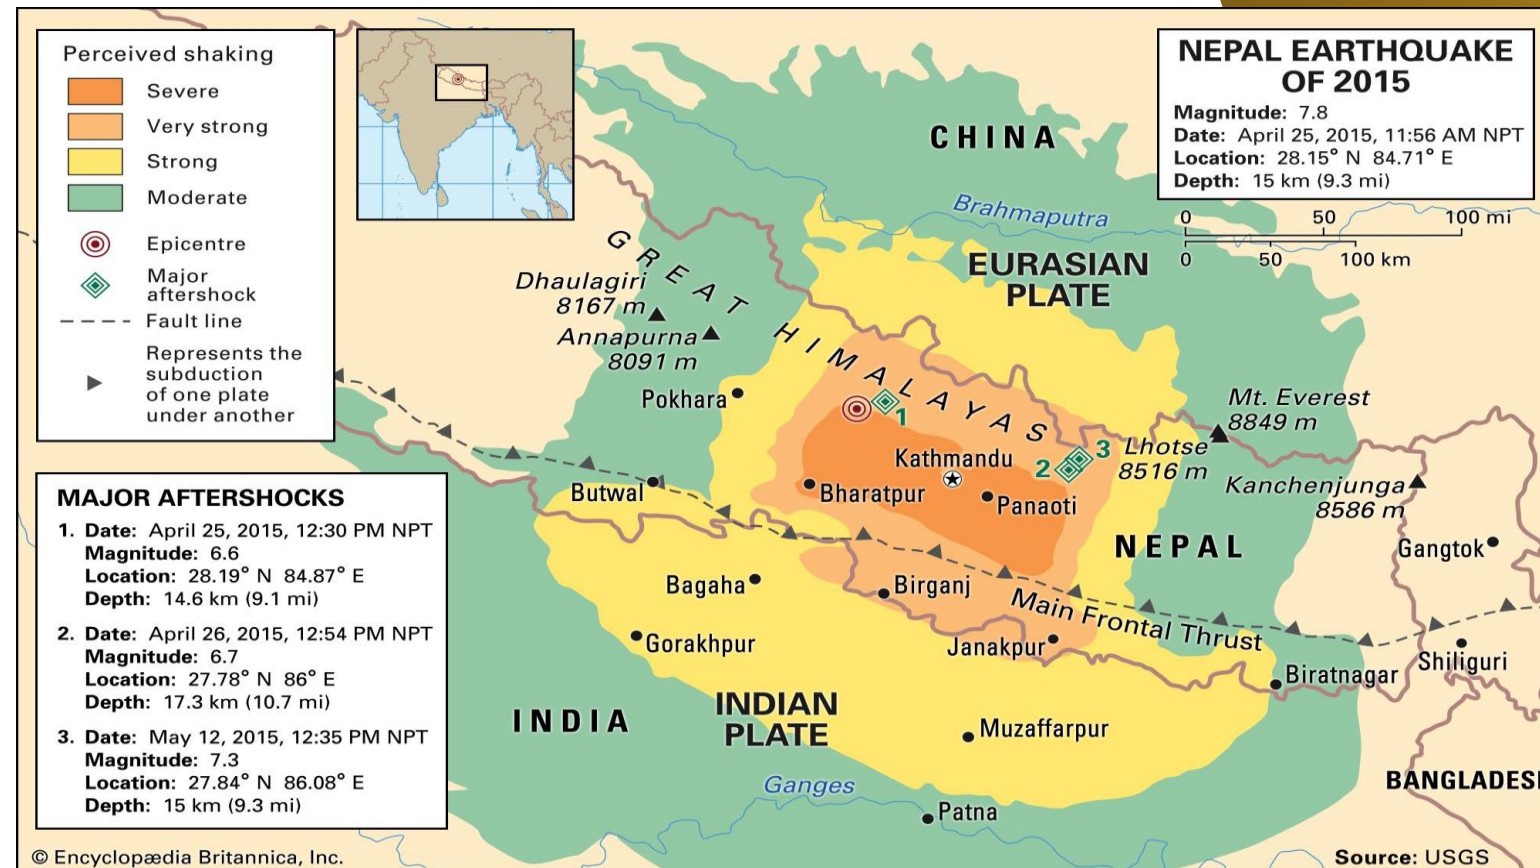 Perceived shaking
Severe
Very strong
Strong
Moderate
Epicentre
Major
aftershock
Fault line
Represents the
subduction
of one plate
under another
NEPAL EARTHQUAKE
OF 2015
Magnitude: 7.8
Date: April 25, 2015, 11:56 AM NPT
Location: 28.15° N 84.71° E
Depth: 15 km (9.3 mi)
0 50 100 mi
0 50 100 km
CHINA
Brahmaputra
EURASIAN
PLATE
GREAT HIMALAYAS
Dhaulagiri
8167 m
Annapurna
8091 m
Pokhara
1
Mt. Everest
8849 m
Lhotse
8516 m
3
2
Kathmandu
Kanchenjunga
8586 m
Butwal
Bharatpur
Panaoti
NEPAL
Gangtok
Bagaha
Birganj
Main Frontal Thrust
Gorakhpur
Janakpur
Shiliguri
Biratnagar
INDIAN
PLATE
INDIA
Muzaffarpur
Ganges
BANGLADES
Patna
MAJOR AFTERSHOCKS
1. Date: April 25, 2015, 12:30 PM NPT
Magnitude: 6.6
Location: 28.19° N 84.87° E
Depth: 14.6 km (9.1 mi)
2. Date: April 26, 2015, 12:54 PM NPT
Magnitude: 6.7
Location: 27.78° N 86° E
Depth: 17.3 km (10.7 mi)
3. Date: May 12, 2015, 12:35 PM NPT
Magnitude: 7.3
Location: 27.84° N 86.08° E
Depth: 15 km (9.3 mi)
© Encyclopædia Britannica, Inc.
Source: USGS